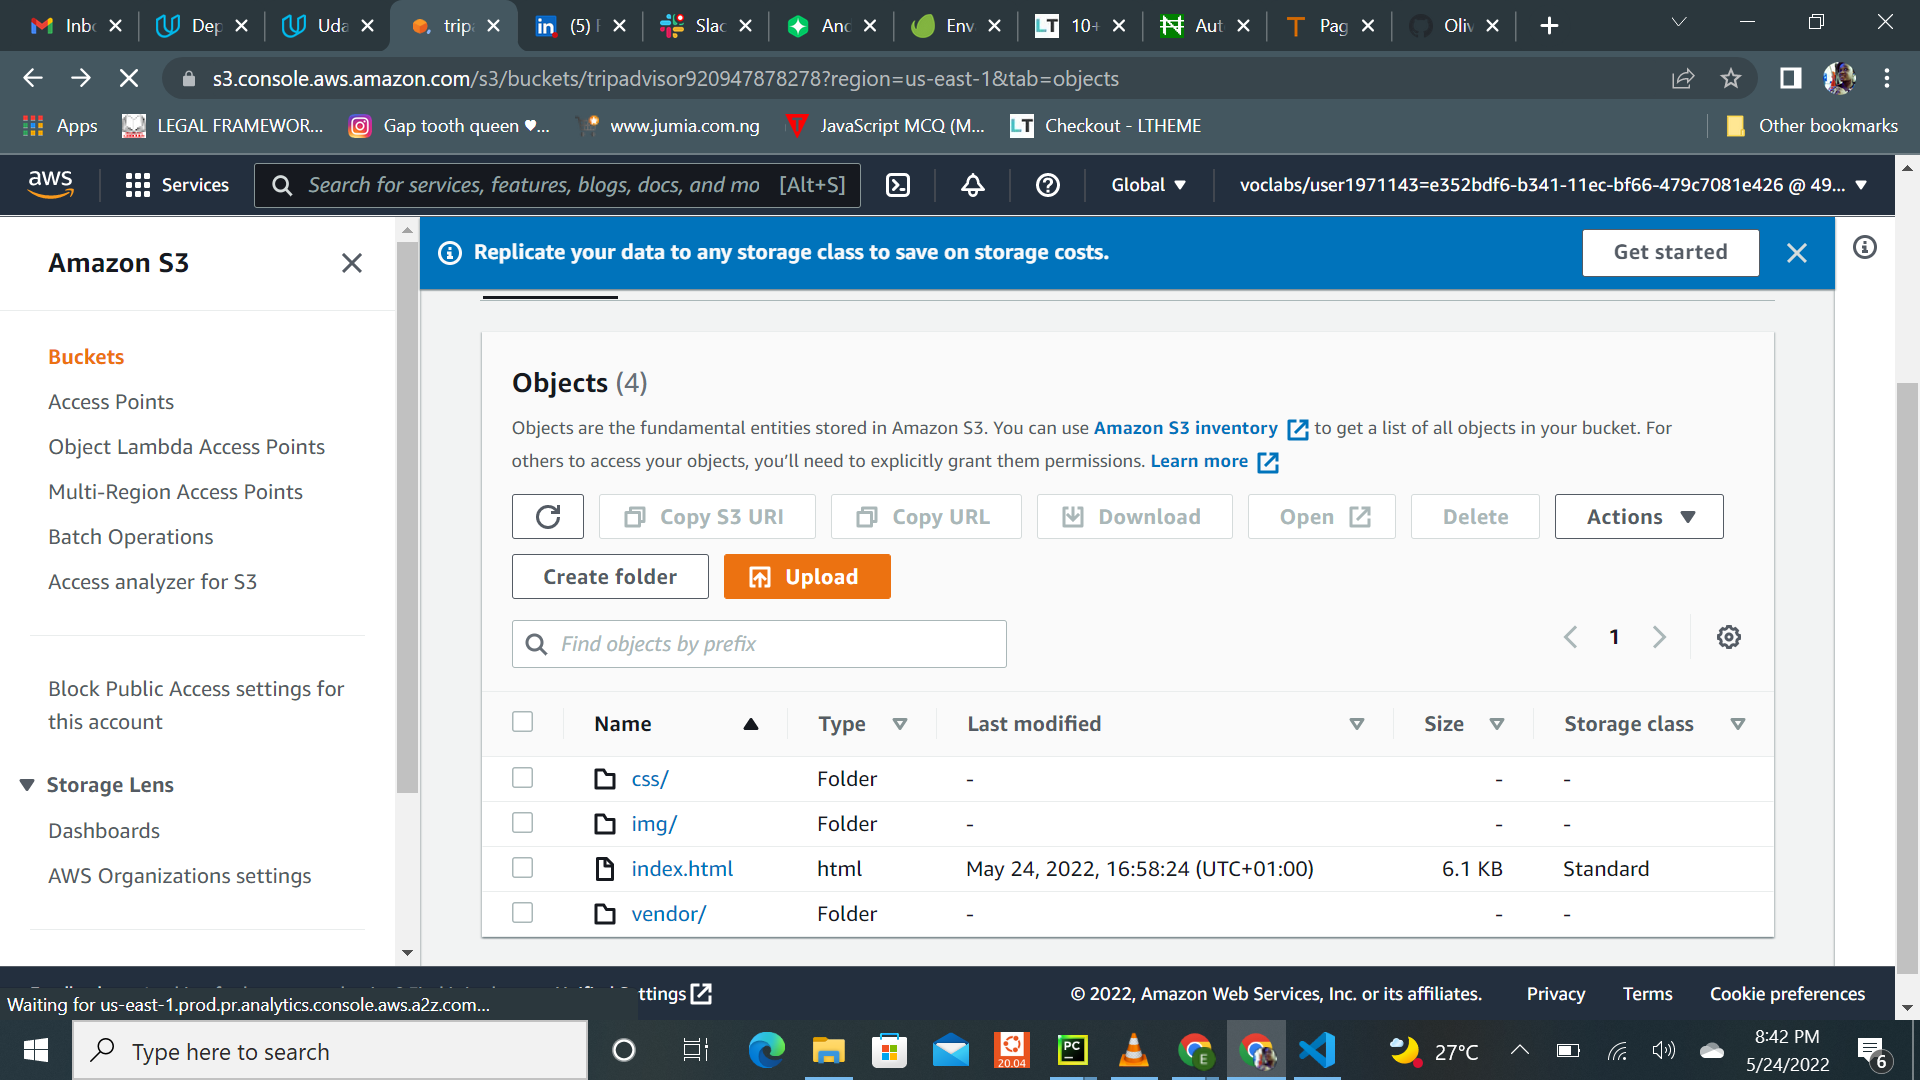 Inb
Dep
Uda
trip
(5) F
Slac
And
Env
10+
Aut
Pag
Oliv
s3.console.aws.amazon.com/s3/buckets/tripadvisor920947878278?region=us-east-1&tab=objects
Apps
LEGAL FRAMEWOR...
Gap tooth queen ♥...
www.jumia.com.ng
JavaScript MCQ (M...
LT Checkout - LTHEME
Other bookmarks
aws
Services
Search for services, features, blogs, docs, and mo [Alt+S]
Global
voclabs/user1971143=e352bdf6-b341-11ec-bf66-479c7081e426 @ 49...
Amazon S3
Buckets
Access Points
Object Lambda Access Points
Multi-Region Access Points
Batch Operations
Access analyzer for S3
Block Public Access settings for
this account
Storage Lens
Dashboards
AWS Organizations settings
Replicate your data to any storage class to save on storage costs.
Get started
Objects (4)
Objects are the fundamental entities stored in Amazon S3. You can use Amazon S3 inventory to get a list of all objects in your bucket. For
others to access your objects, you’ll need to explicitly grant them permissions. Learn more
Copy S3 URI
Copy URL
Download
Open
Delete
Actions
Create folder
Upload
Find objects by prefix
1
Name Type Last modified Size Storage class
css/ Folder - - -
img/ Folder - - -
index.html html May 24, 2022, 16:58:24 (UTC+01:00) 6.1 KB Standard
vendor/ Folder - - -
ttings
© 2022, Amazon Web Services, Inc. or its affiliates.
Privacy
Terms
Cookie preferences
Waiting for us-east-1.prod.pr.analytics.console.aws.a2z.com...
Type here to search
20.04
PC
E
27°C
8:42 PM
5/24/2022
6